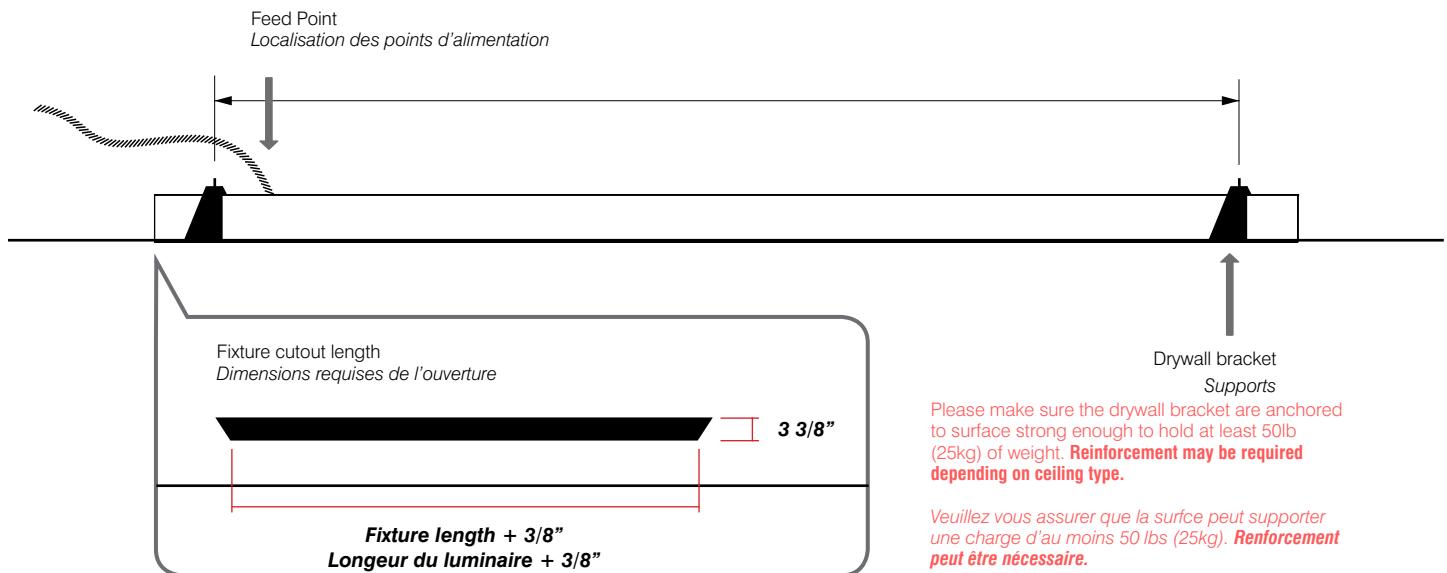 Feed Point
Localisation des points d’alimentation
Fixture cutout length
Dimensions requises de l’ouverture
3 3/8”
Fixture length + 3/8”
Longeur du luminaire + 3/8”
Drywall bracket
Supports
Please make sure the drywall bracket are anchored
to surface strong enough to hold at least 50lb
(25kg) of weight. Reinforcement may be required
depending on ceiling type.
Veuillez vous assurer que la surfce peut supporter
une charge d’au moins 50 lbs (25kg). Renforcement
peut être nécessaire.